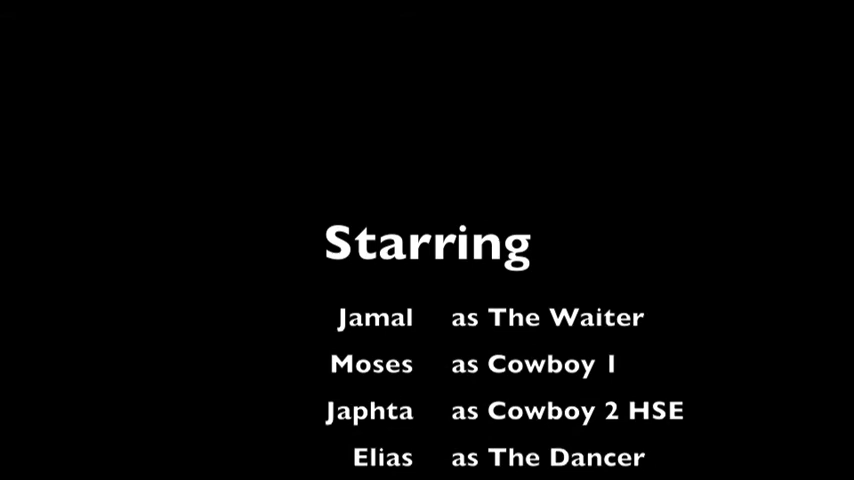 Starring
Jamal as The Waiter
Moses as Cowboy 1
Japhta as Cowboy 2 HSE
Elias as The Dancer